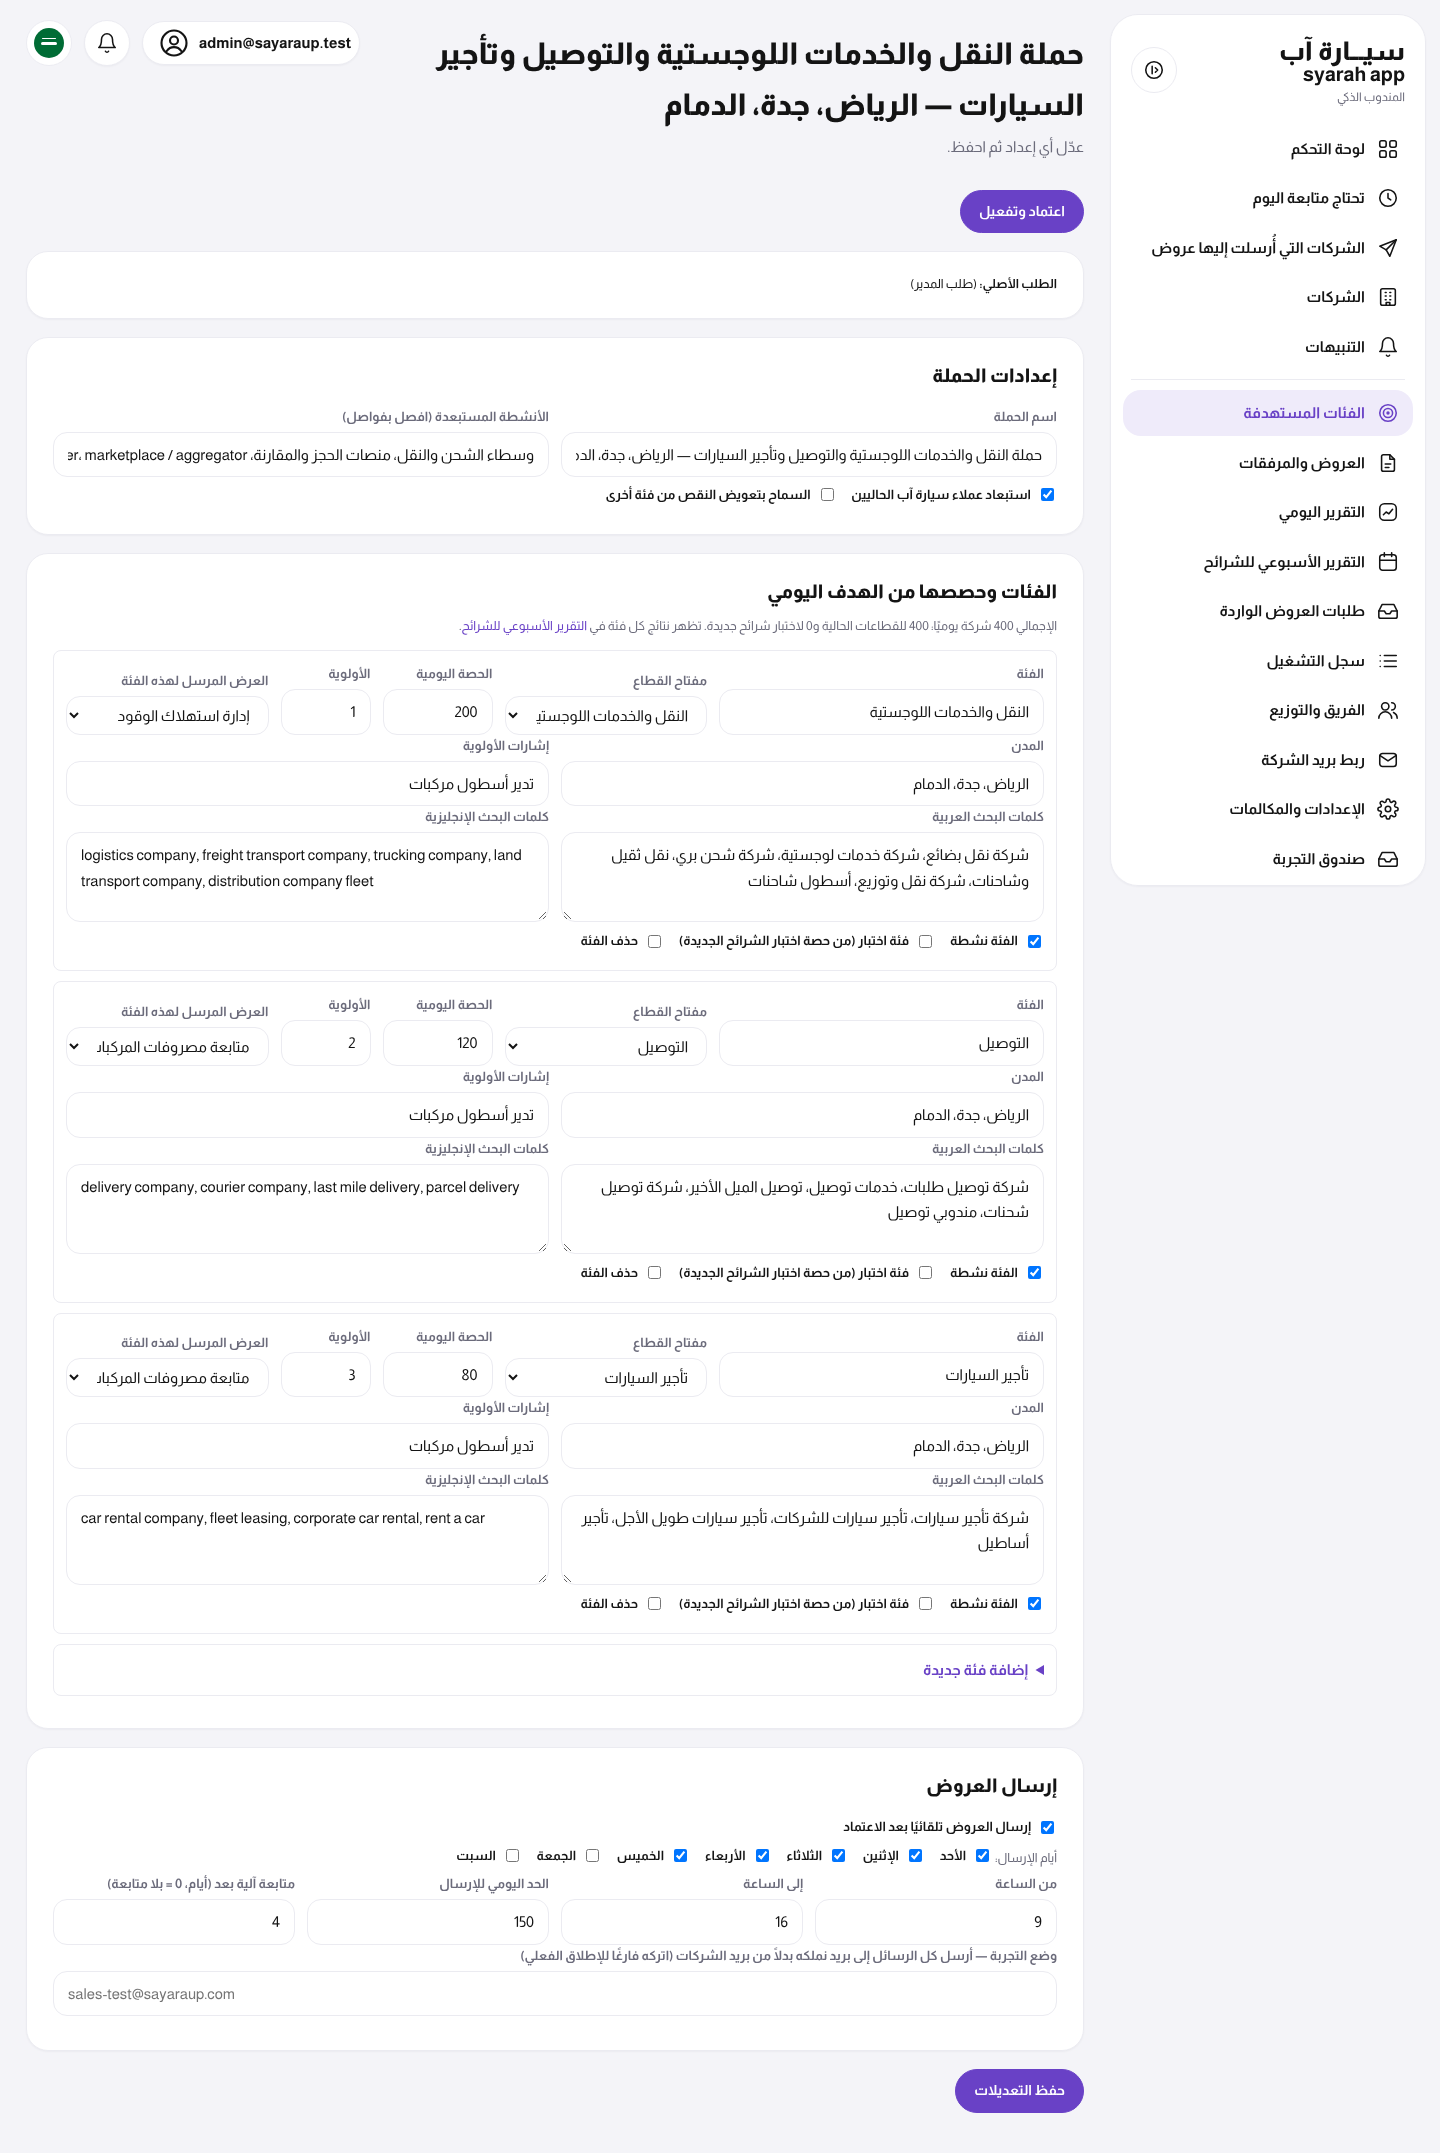 سيــارة آب
syarah app
المندوب الذكي
لوحة التحكم
تحتاج متابعة اليوم
الشركات التي أُرسلت إليها عروض
الشركات
التنبيهات
الفئات المستهدفة
العروض والمرفقات
التقرير اليومي
التقرير الأسبوعي للشرائح
طلبات العروض الواردة
سجل التشغيل
الفريق والتوزيع
ربط بريد الشركة
الإعدادات والمكالمات
صندوق التجربة
admin@sayaraup.test
حملة النقل والخدمات اللوجستية والتوصيل وتأجير
السيارات — الرياض، جدة، الدمام
عدّل أي إعداد ثم احفظ.
اعتماد وتفعيل
الطلب الأصلي: (طلب المدير)
إعدادات الحملة
اسم الحملة
حملة النقل والخدمات اللوجستية والتوصيل وتأجير السيارات — الرياض، جدة، الد
الأنشطة المستبعدة (افصل بفواصل)
وسطاء الشحن والنقل، منصات الحجز والمقارنة، er، marketplace / aggregator
استبعاد عملاء سيارة آب الحاليين
السماح بتعويض النقص من فئة أخرى
الفئات وحصصها من الهدف اليومي
الإجمالي 400 شركة يوميًا: 400 للقطاعات الحالية و0 لاختبار شرائح جديدة. تظهر نتائج كل فئة في التقرير الأسبوعي للشرائح.
الفئة
مفتاح القطاع
الحصة اليومية
الأولوية
العرض المرسل لهذه الفئة
النقل والخدمات اللوجستية
النقل والخدمات اللوجستي
200
1
إدارة استهلاك الوقود
المدن
إشارات الأولوية
الرياض، جدة، الدمام
تدير أسطول مركبات
كلمات البحث العربية
كلمات البحث الإنجليزية
شركة نقل بضائع، شركة خدمات لوجستية، شركة شحن بري، نقل ثقيل
وشاحنات، شركة نقل وتوزيع، أسطول شاحنات
logistics company, freight transport company, trucking company, land
transport company, distribution company fleet
الفئة نشطة
فئة اختبار (من حصة اختبار الشرائح الجديدة)
حذف الفئة
الفئة
مفتاح القطاع
الحصة اليومية
الأولوية
العرض المرسل لهذه الفئة
التوصيل
التوصيل
120
2
متابعة مصروفات المركبا
المدن
إشارات الأولوية
الرياض، جدة، الدمام
تدير أسطول مركبات
كلمات البحث العربية
كلمات البحث الإنجليزية
شركة توصيل طلبات، خدمات توصيل، توصيل الميل الأخير، شركة توصيل
شحنات، مندوبي توصيل
delivery company, courier company, last mile delivery, parcel delivery
الفئة نشطة
فئة اختبار (من حصة اختبار الشرائح الجديدة)
حذف الفئة
الفئة
مفتاح القطاع
الحصة اليومية
الأولوية
العرض المرسل لهذه الفئة
تأجير السيارات
تأجير السيارات
80
3
متابعة مصروفات المركبا
المدن
إشارات الأولوية
الرياض، جدة، الدمام
تدير أسطول مركبات
كلمات البحث العربية
كلمات البحث الإنجليزية
شركة تأجير سيارات، تأجير سيارات للشركات، تأجير سيارات طويل الأجل، تأجير
أساطيل
car rental company, fleet leasing, corporate car rental, rent a car
الفئة نشطة
فئة اختبار (من حصة اختبار الشرائح الجديدة)
حذف الفئة
إضافة فئة جديدة
إرسال العروض
إرسال العروض تلقائيًا بعد الاعتماد
أيام الإرسال:
الأحد
الإثنين
الثلاثاء
الأربعاء
الخميس
الجمعة
السبت
من الساعة
إلى الساعة
الحد اليومي للإرسال
متابعة آلية بعد (أيام، 0 = بلا متابعة)
9
16
150
4
وضع التجربة — أرسل كل الرسائل إلى بريد نملكه بدلًا من بريد الشركات (اتركه فارغًا للإطلاق الفعلي)
sales-test@sayaraup.com
حفظ التعديلات